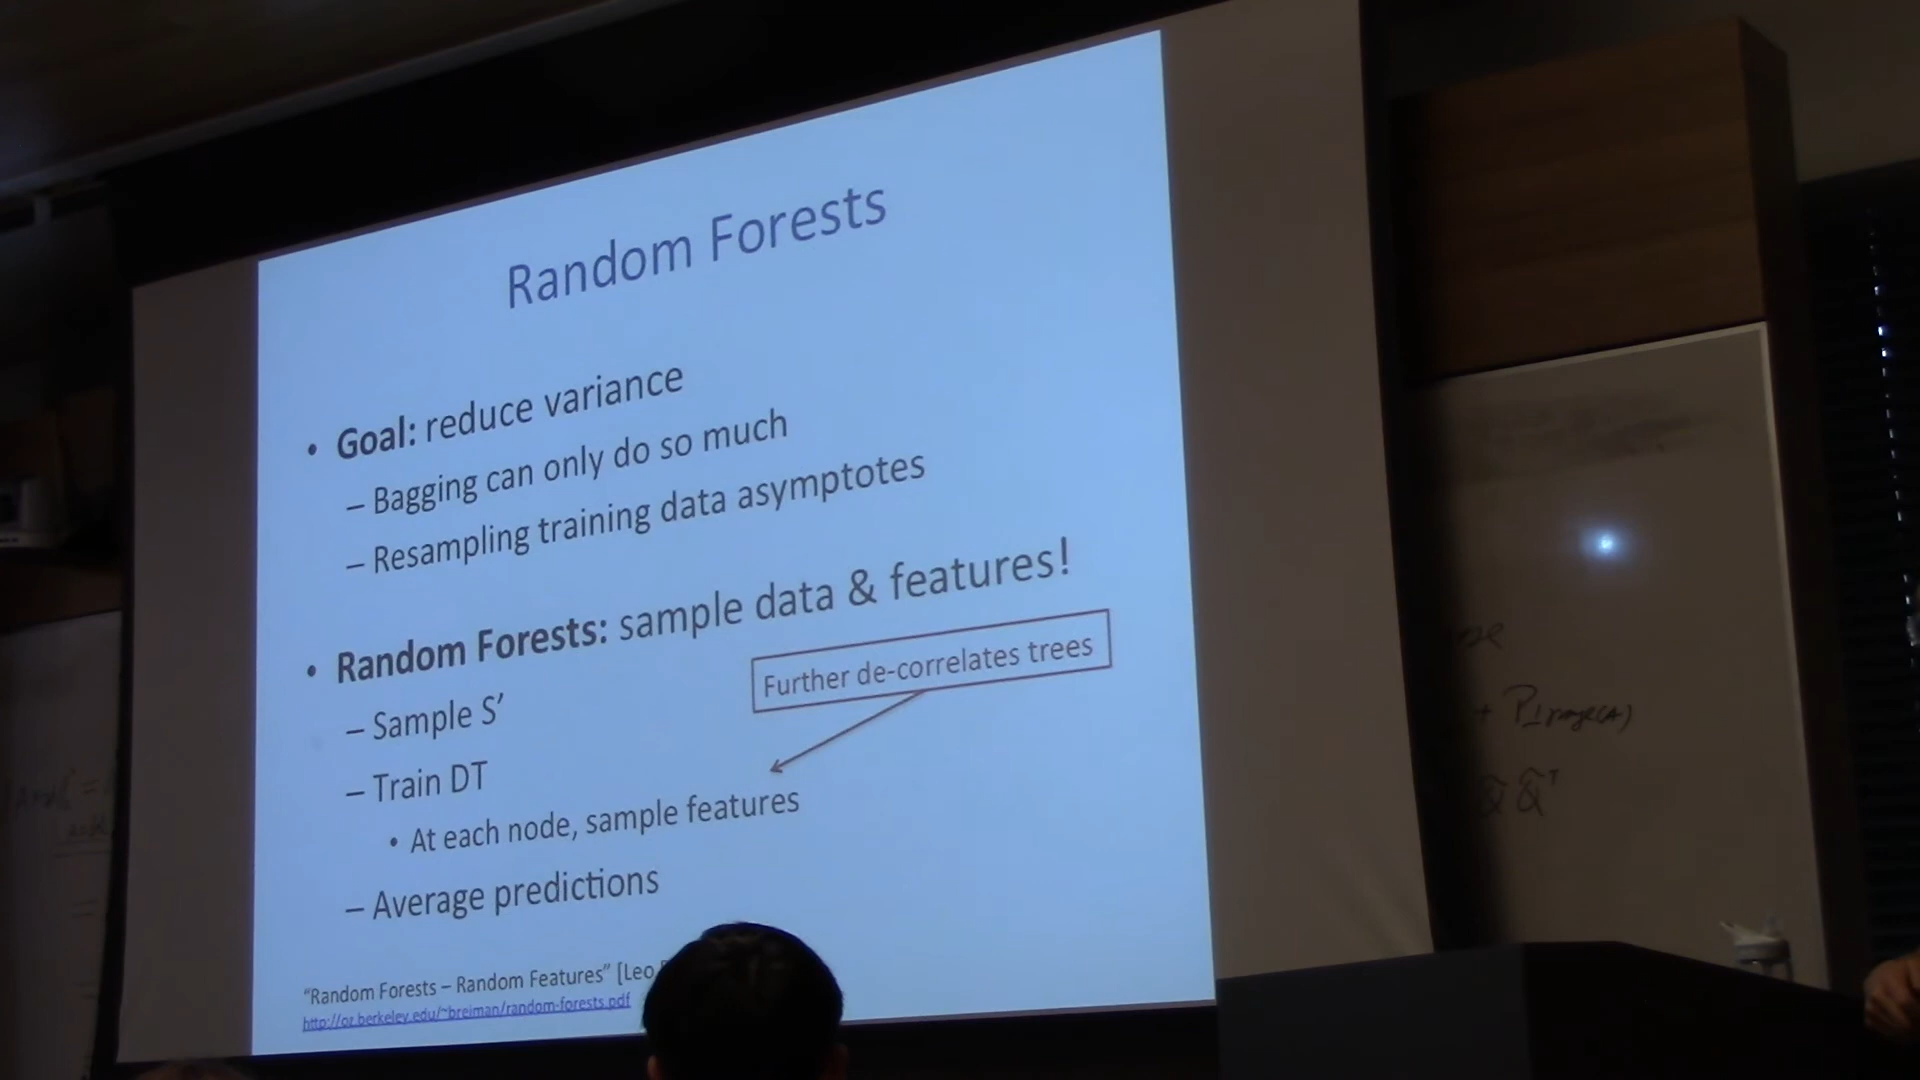 Random Forests
• Goal: reduce variance
– Bagging can only do so much
– Resampling training data asymptotes
• Random Forests: sample data & features!
Further de-correlates trees
– Sample S’
– Train DT
• At each node, sample features
– Average predictions
“Random Forests – Random Features” [Leo
http://oz.berkeley.edu/~breiman/random-forests.pdf
+ P⊥range(A)
Q̃ Q̃ᵀ